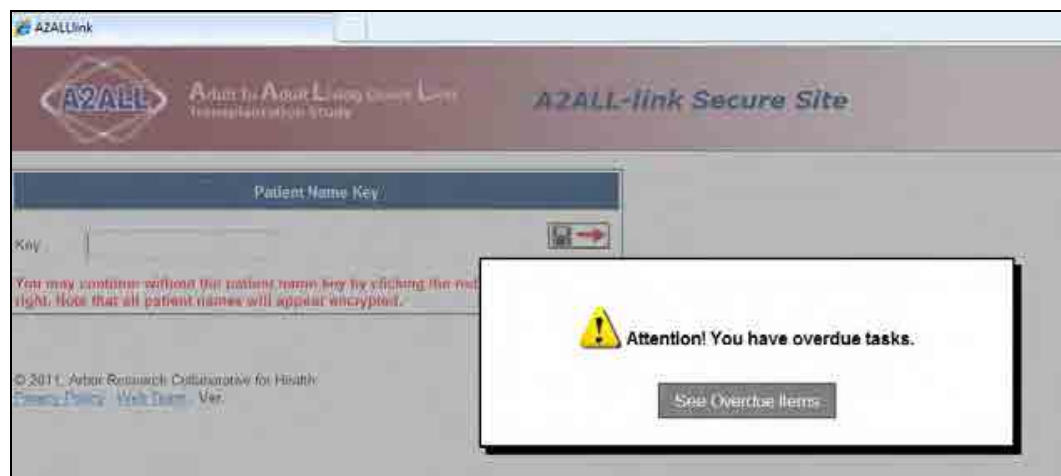 A2ALLlink
A2ALL
Adult to Adult Living Donor Liver
Transplantation Study
A2ALL-link Secure Site
Patient Name Key
Key
You may continue without the patient name key by clicking the
right. Note that all patient names will appear encrypted.
Attention! You have overdue tasks.
See Overdue Items
© 2011, Arbor Research Collaborative for Health
Privacy Policy Web Team Ver.